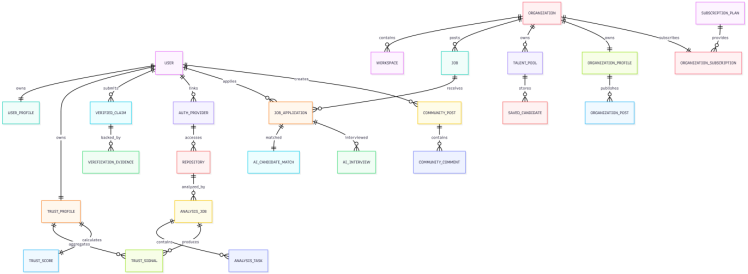 ORGANIZATION
SUBSCRIPTION_PLAN
contains
posts
owns
owns
subscribes
provides
USER
WORKSPACE
JOB
TALENT_POOL
ORGANIZATION_PROFILE
ORGANIZATION_SUBSCRIPTION
owns
submits
links
applies
creates
receives
stores
publishes
USER_PROFILE
VERIFIED_CLAIM
AUTH_PROVIDER
JOB_APPLICATION
COMMUNITY_POST
SAVED_CANDIDATE
ORGANIZATION_POST
owns
backed_by
accesses
matched
interviewed
contains
VERIFICATION_EVIDENCE
REPOSITORY
AI_CANDIDATE_MATCH
AI_INTERVIEW
COMMUNITY_COMMENT
analyzed_by
TRUST_PROFILE
ANALYSIS_JOB
aggregates
calculates
contains
produces
TRUST_SCORE
TRUST_SIGNAL
ANALYSIS_TASK